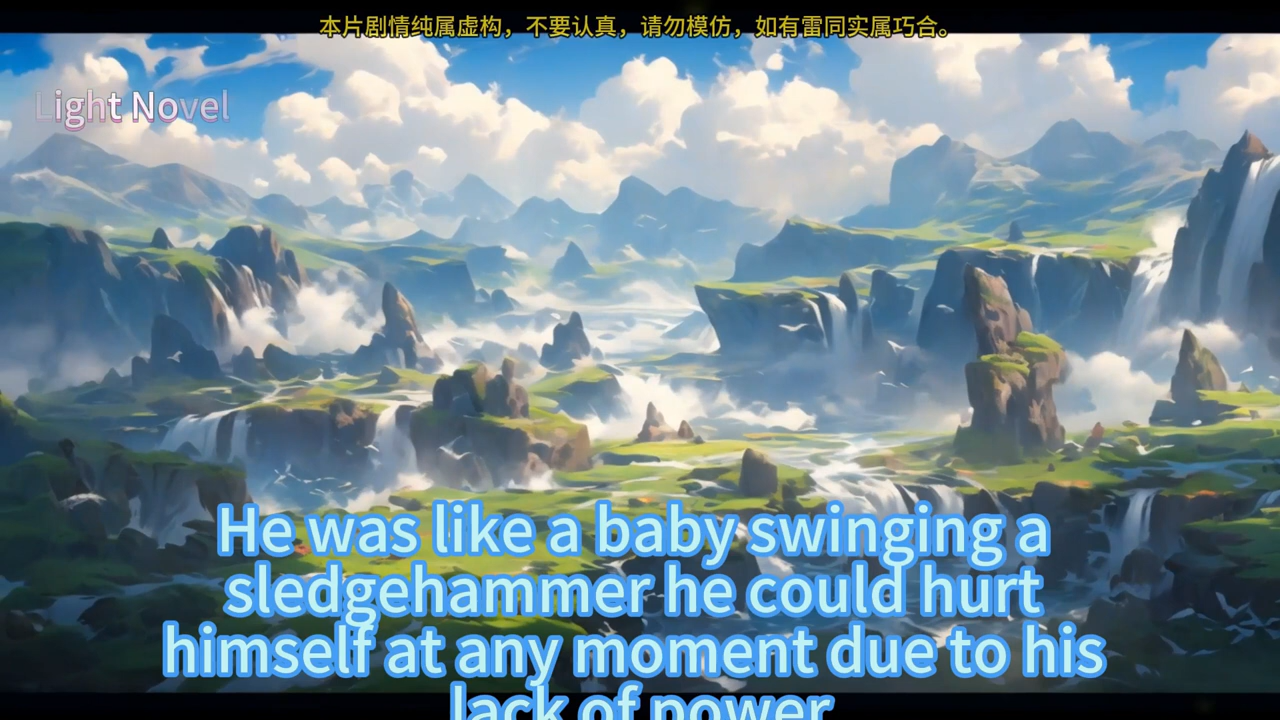 本片剧情纯属虚构，不要认真，请勿模仿，如有雷同实属巧合。
Light Novel
He was like a baby swinging a
sledgehammer he could hurt
himself at any moment due to his
lack of power